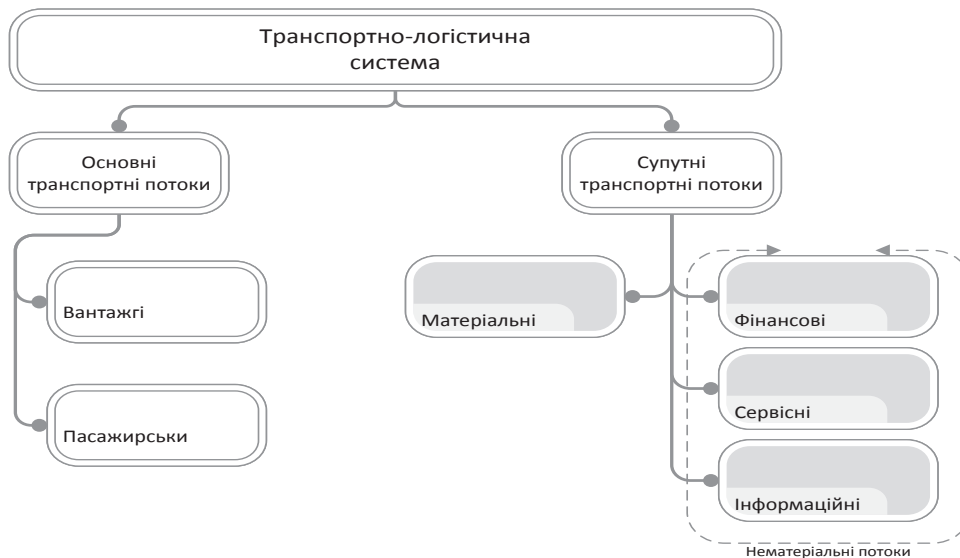 Транспортно-логістична
система
Основні
транспортні потоки
Супутні
транспортні потоки
Вантажгі
Матеріальні
Фінансові
Пасажирськи
Сервісні
Інформаційні
Нематеріальні потоки